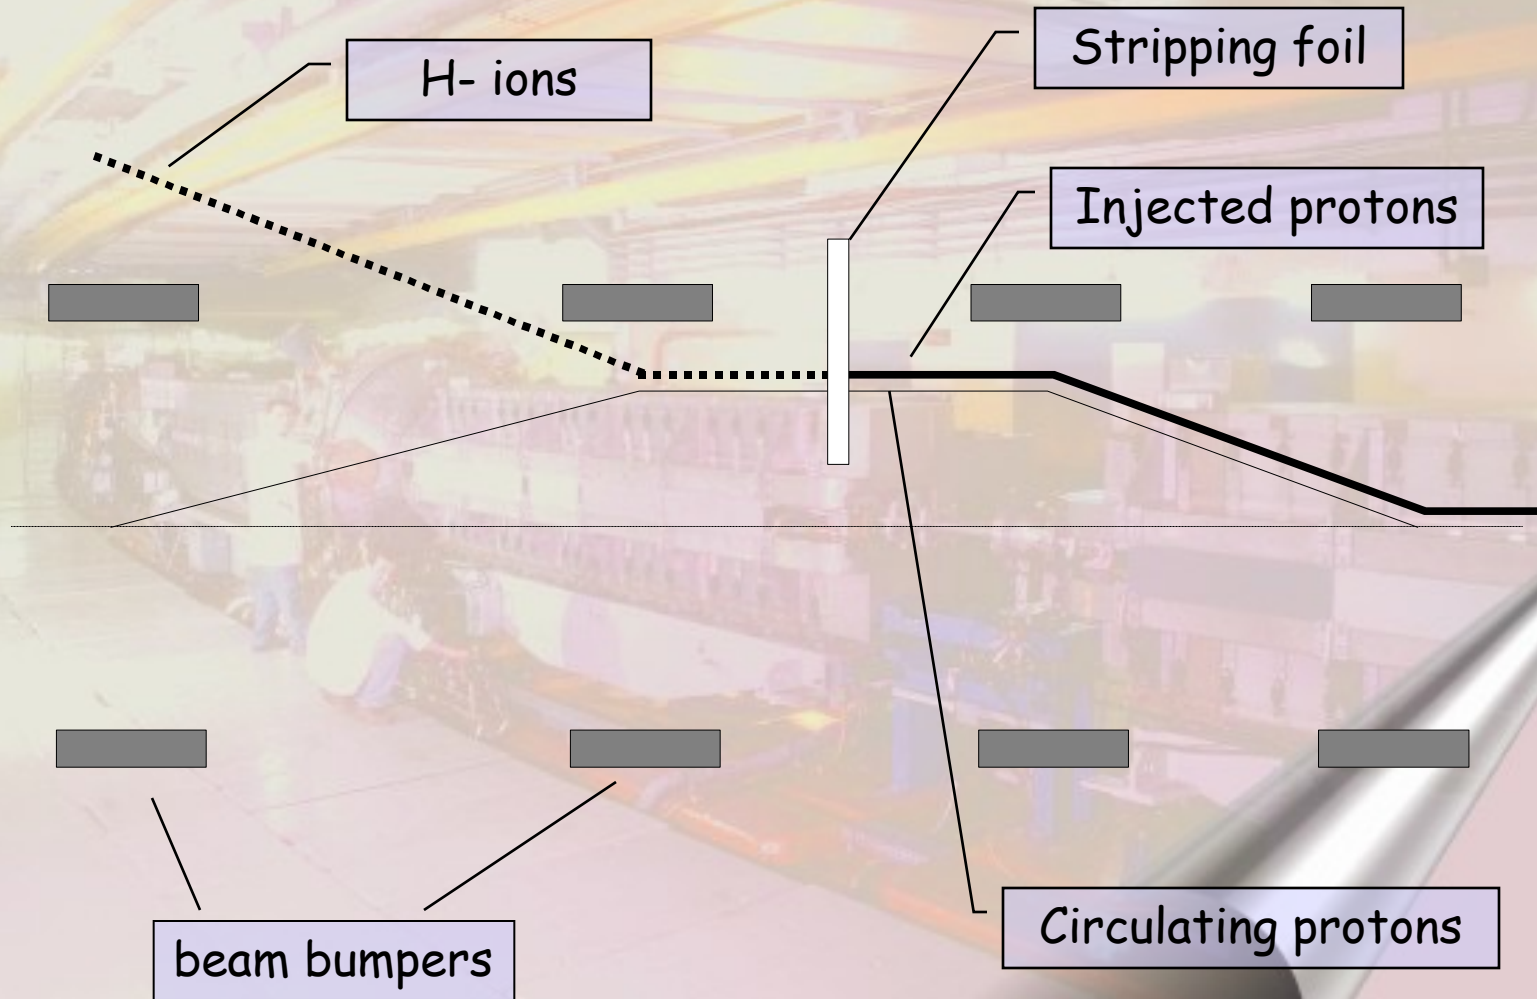 H- ions
Stripping foil
Injected protons
Circulating protons
beam bumpers